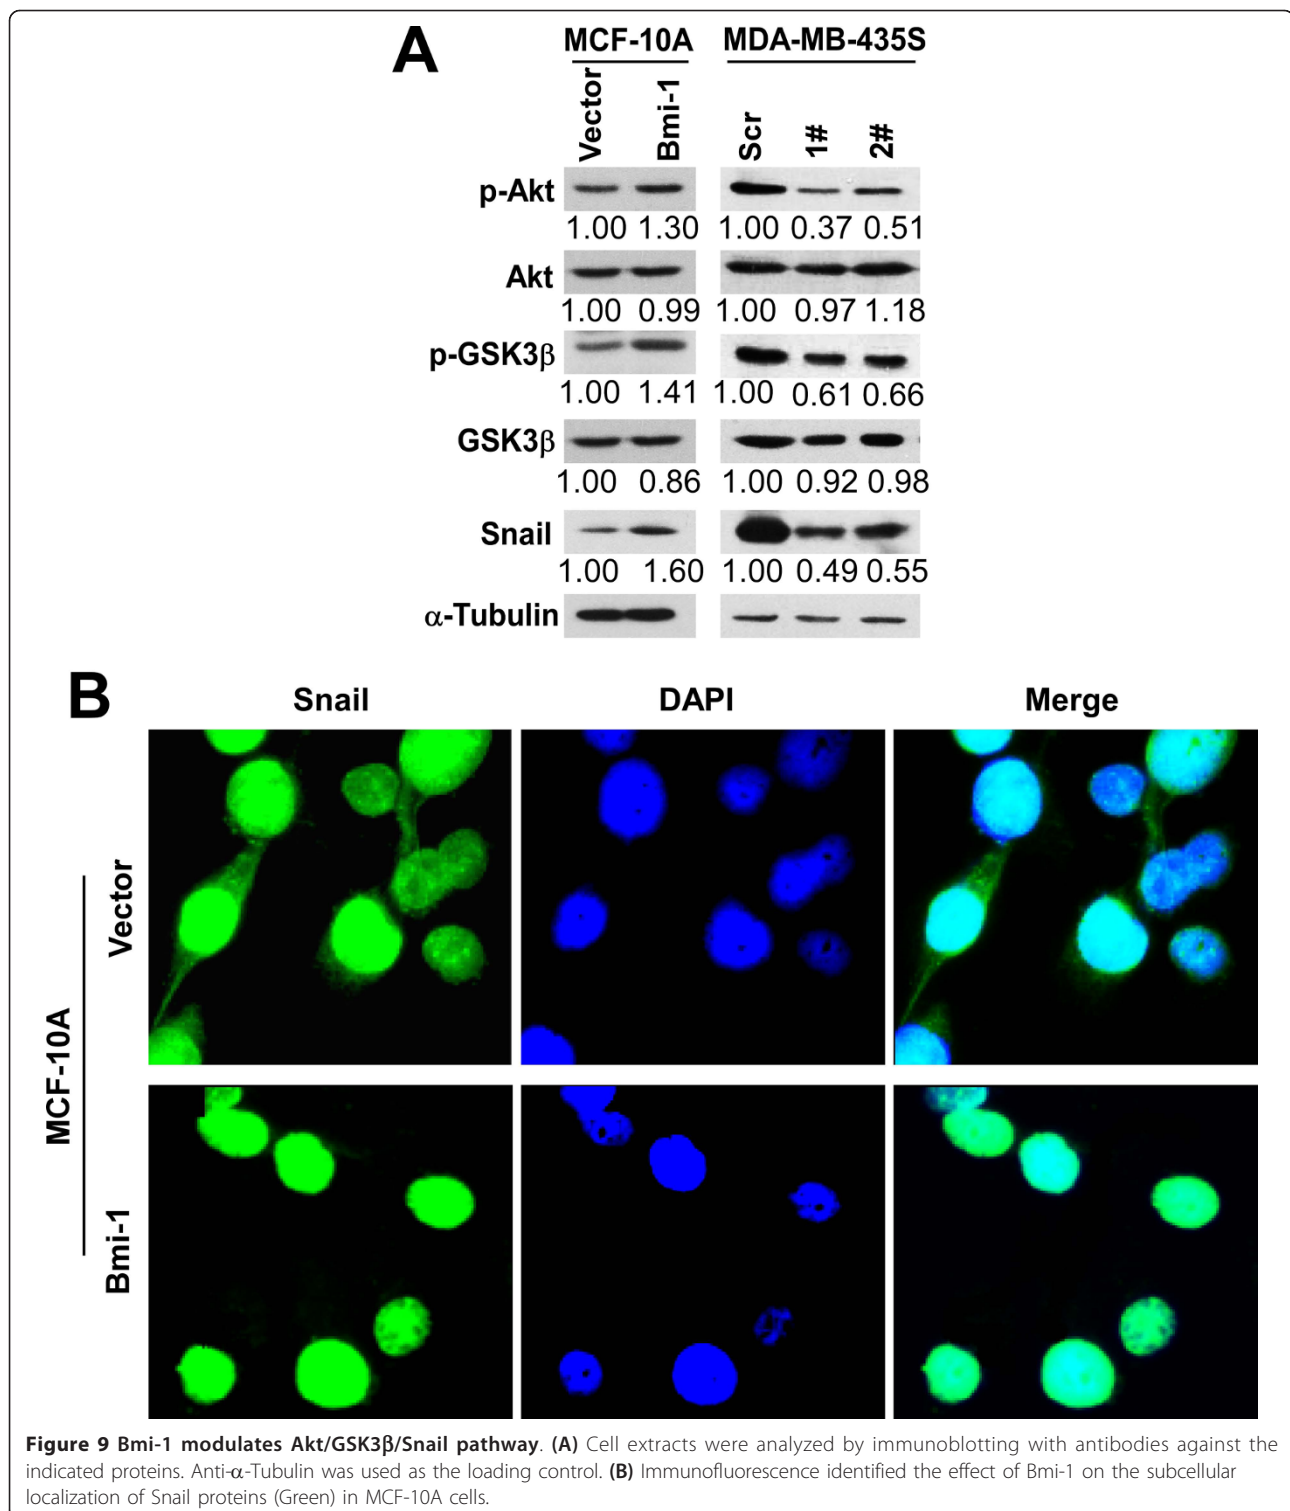 A
MCF-10A MDA-MB-435S
Vector Bmi-1 Scr 1# 2#
p-Akt
1.00 1.30 1.00 0.37 0.51
Akt
1.00 0.99 1.00 0.97 1.18
p-GSK3β
1.00 1.41 1.00 0.61 0.66
GSK3β
1.00 0.86 1.00 0.92 0.98
Snail
1.00 1.60 1.00 0.49 0.55
α-Tubulin
B
Snail DAPI Merge
MCF-10A
Vector
Bmi-1
Figure 9 Bmi-1 modulates Akt/GSK3β/Snail pathway. (A) Cell extracts were analyzed by immunoblotting with antibodies against the
indicated proteins. Anti-α-Tubulin was used as the loading control. (B) Immunofluorescence identified the effect of Bmi-1 on the subcellular
localization of Snail proteins (Green) in MCF-10A cells.